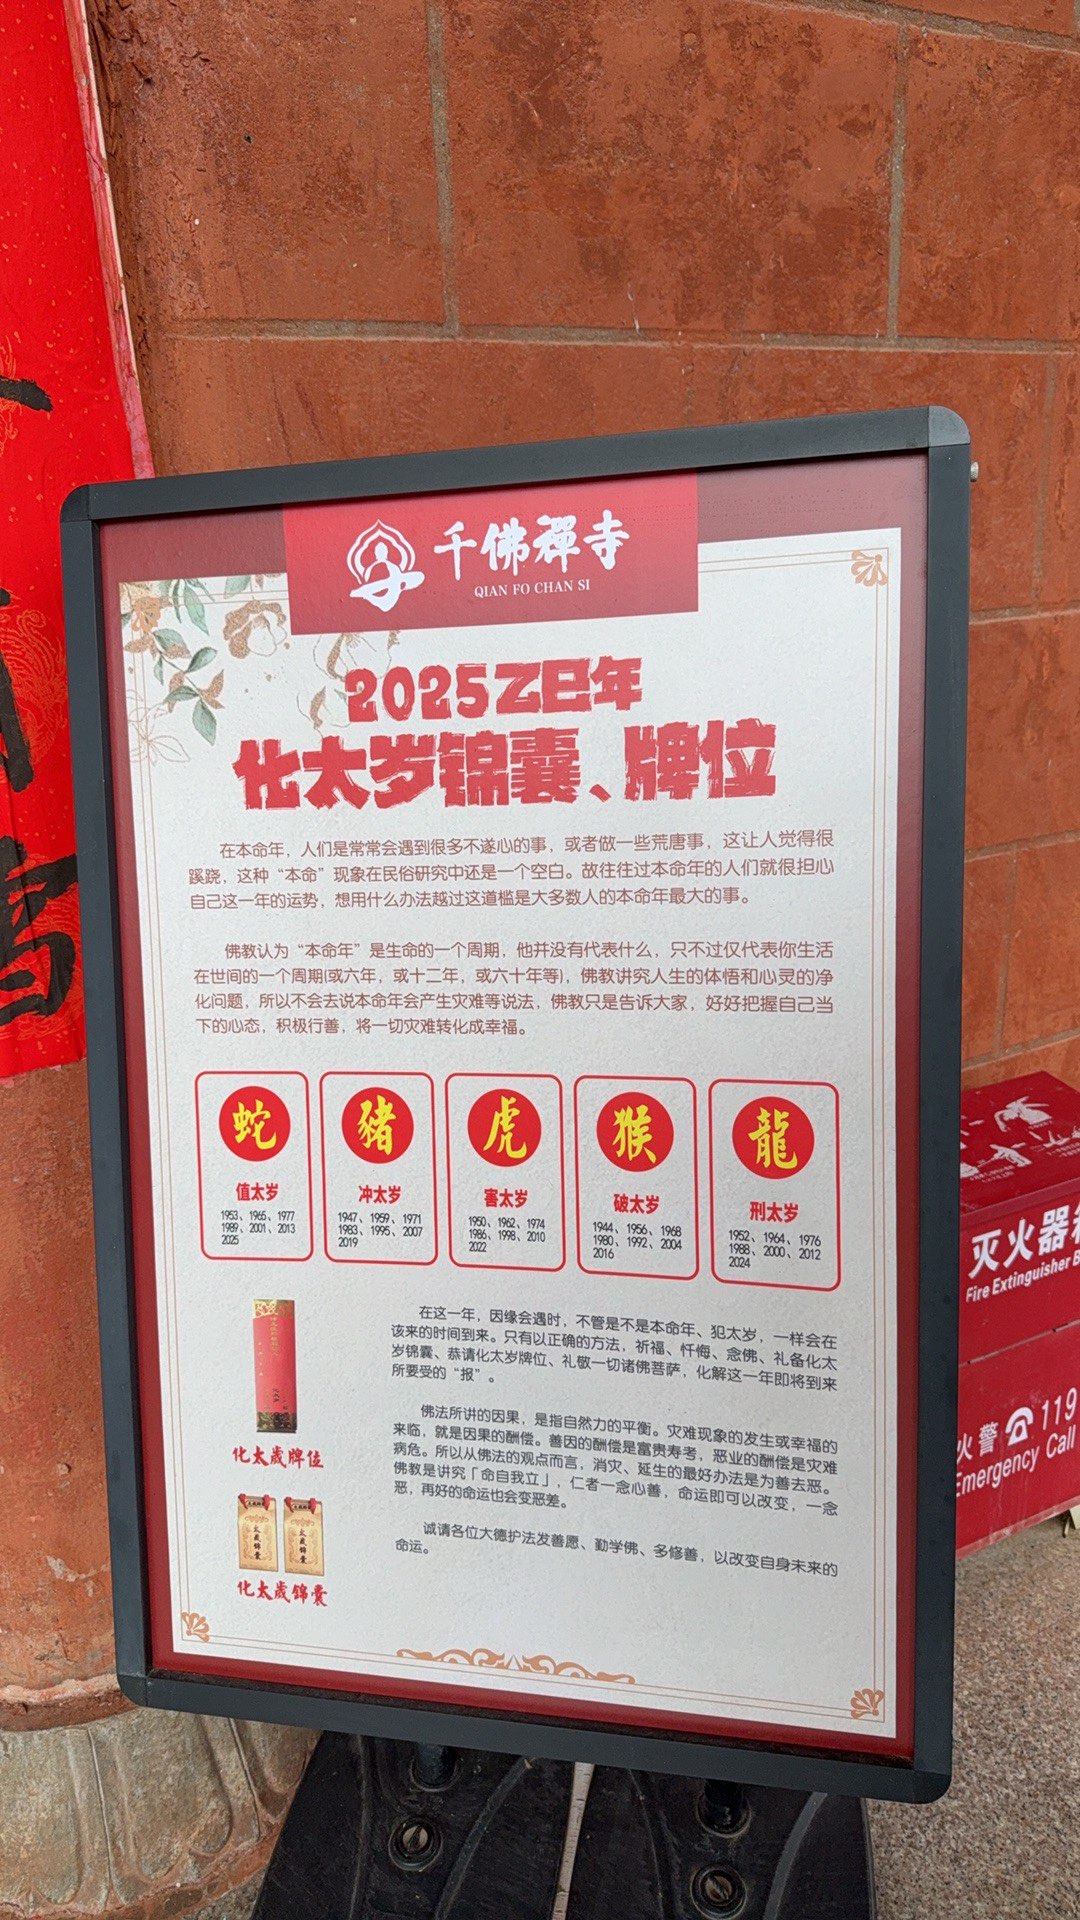 千佛禪寺
QIAN FO CHAN SI
2025乙巳年
化太岁锦囊、牌位
在本命年，人们是常常会遇到很多不遂心的事，或者做一些荒唐事，这让人觉得很
蹊跷，这种“本命”现象在民俗研究中还是一个空白。故往往过本命年的人们就很担心
自己这一年的运势，想用什么办法越过这道槛是大多数人的本命年最大的事。
佛教认为“本命年”是生命的一个周期，他并没有代表什么，只不过仅代表你生活
在世间的一个周期(或六年，或十二年，或六十年等)，佛教讲究人生的体悟和心灵的净
化问题，所以不会去说本命年会产生灾难等说法，佛教只是告诉大家，好好把握自己当
下的心态，积极行善，将一切灾难转化成幸福。
蛇
值太岁
1953、1965、1977
1989、2001、2013
2025
豬
冲太岁
1947、1959、1971
1983、1995、2007
2019
虎
害太岁
1950、1962、1974
1986、1998、2010
2022
猴
破太岁
1944、1956、1968
1980、1992、2004
2016
龍
刑太岁
1952、1964、1976
1988、2000、2012
2024
在这一年，因缘会遇时，不管是不是本命年、犯太岁，一样会在
该来的时间到来。只有以正确的方法，祈福、忏悔、念佛、礼备化太
岁锦囊、恭请化太岁牌位、礼敬一切诸佛菩萨，化解这一年即将到来
所要受的“报”。
佛法所讲的因果，是指自然力的平衡。灾难现象的发生或幸福的
来临，就是因果的酬偿。善因的酬偿是富贵寿考，恶业的酬偿是灾难
病危。所以从佛法的观点而言，消灾、延生的最好办法是为善去恶。
佛教是讲究「命自我立」，仁者一念心善，命运即可以改变，一念
恶，再好的命运也会变恶差。
诚请各位大德护法发善愿、勤学佛、多修善，以改变自身未来的
命运。
化太歲牌位
太歲錦囊
太歲錦囊
化太歲錦囊
灭火器
Fire Extinguisher
火警 119
Emergency Call